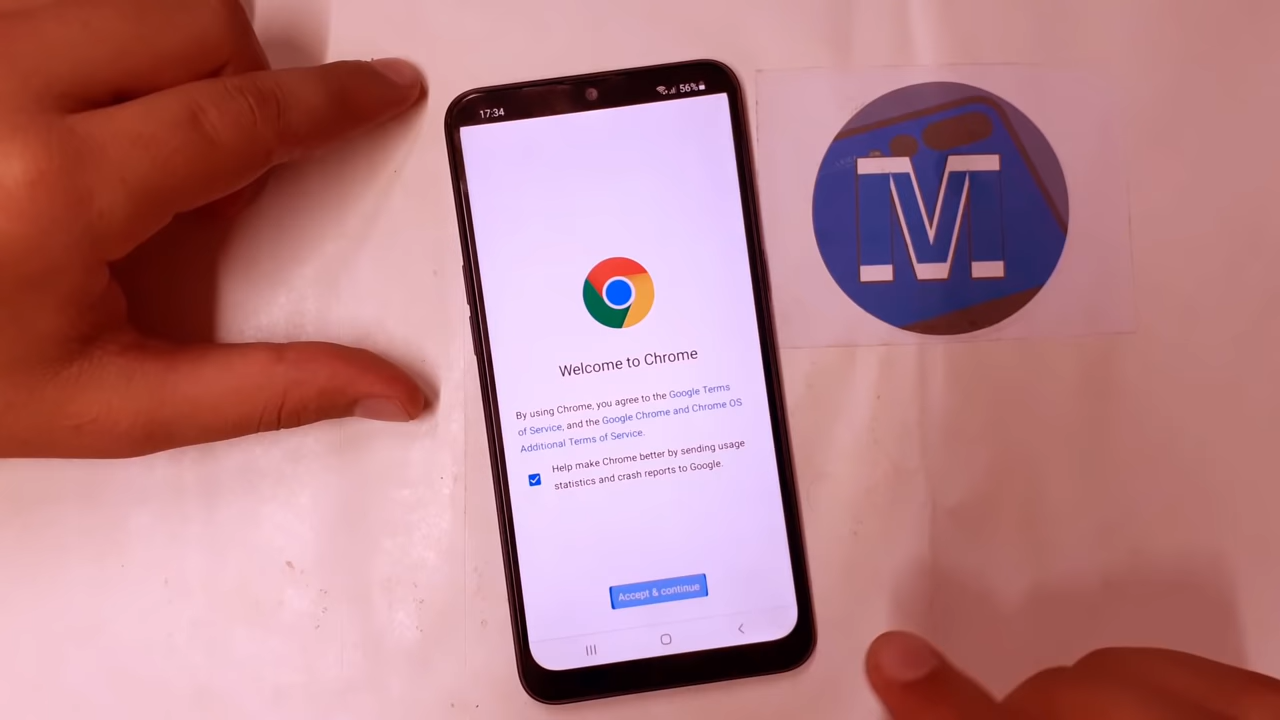 17:34
56%
M
Welcome to Chrome
By using Chrome, you agree to the Google Terms
of Service, and the Google Chrome and Chrome OS
Additional Terms of Service.
Help make Chrome better by sending usage
statistics and crash reports to Google.
Accept & continue